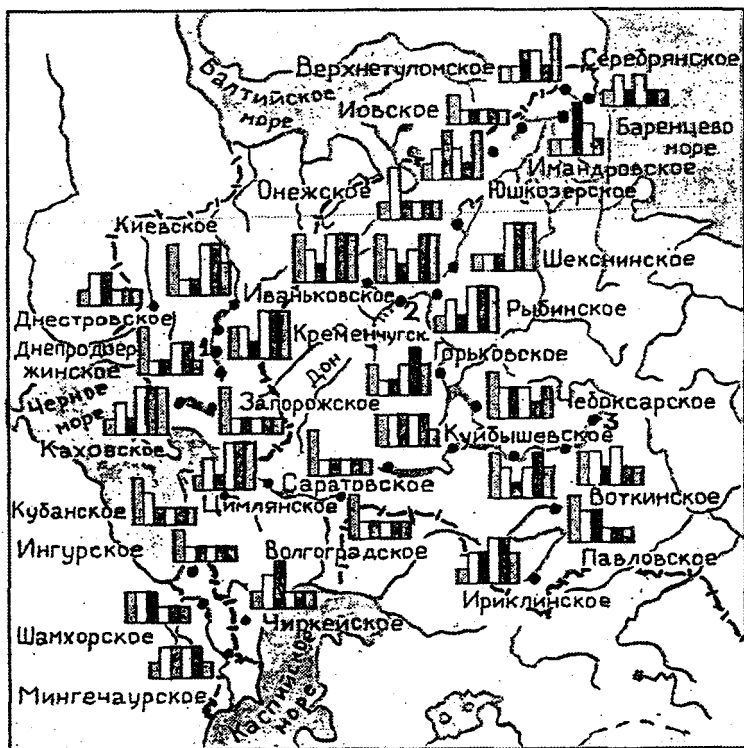 Балтийское
море
Верхнетуломское
Серебрянское
Иовское
Баренцево
море
Имандровское
Онежское
Юшкозерское
Киевское
Шекснинское
Иваньковское
Днестровское
2
Рыбинское
Днепродзер-
жинское
1
Кременчугск.
Горьковское
Дон
Черное
море
Запорожское
Чебоксарское
3
Каховское
Куйбышевское
Цимлянское
Саратовское
Воткинское
Кубанское
Ингурское
Волгоградское
Павловское
Ириклинское
Шамхорское
Чиркейское
Мингечаурское
Каспийское
море